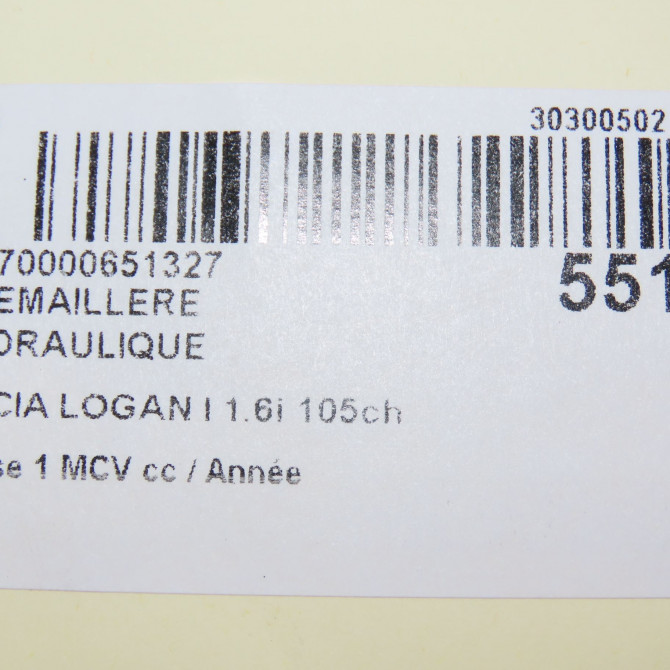 30300502
70000651327
551
EMAILLERE
DRAULIQUE
CIA LOGAN I 1.6i 105ch
se 1 MCV cc / Année